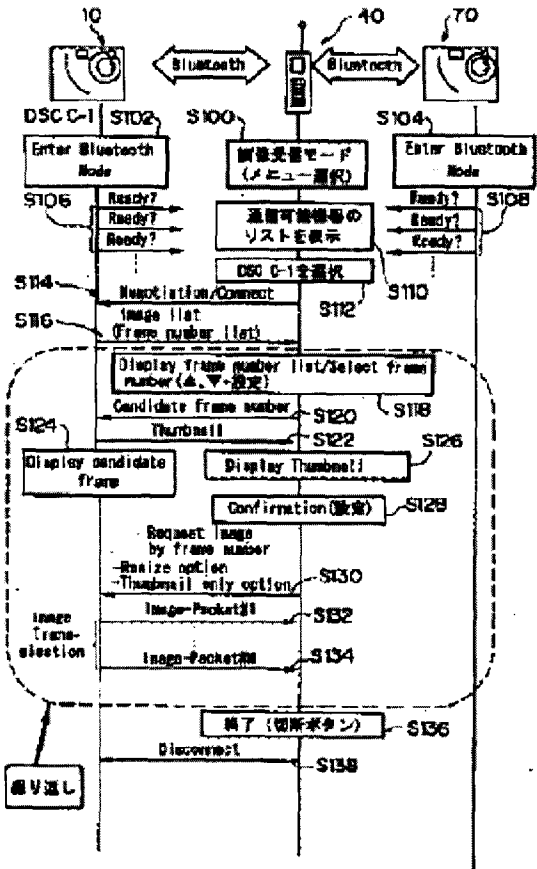 10
40
70
Bluetooth
Bluetooth
DSC C-1
S102
S100
S104
Enter Bluetooth
Mode
画像受信モード
(メニュー選択)
Enter Bluetooth
Mode
S106
Ready?
Ready?
Ready?
通信可能機器の
リストを表示
Ready?
Ready?
Ready?
S108
S110
DSC C-1を選択
S112
S114
Negotiation/Connect
S116
Image list
(Frame number list)
Display frame number list/Select frame
number(▲、▼・設定)
S118
Candidate frame number
S120
S124
Thumbnail
S122
Display candidate
frame
Display Thumbnail
S126
Confirmation(設定)
S128
Request image
by frame number
-Resize option
-Thumbnail only option
S130
Image
Trans-
Image-Packet#1
S132
S134
終了 (切断ボタン)
S136
Disconnect
S138
繰り返し